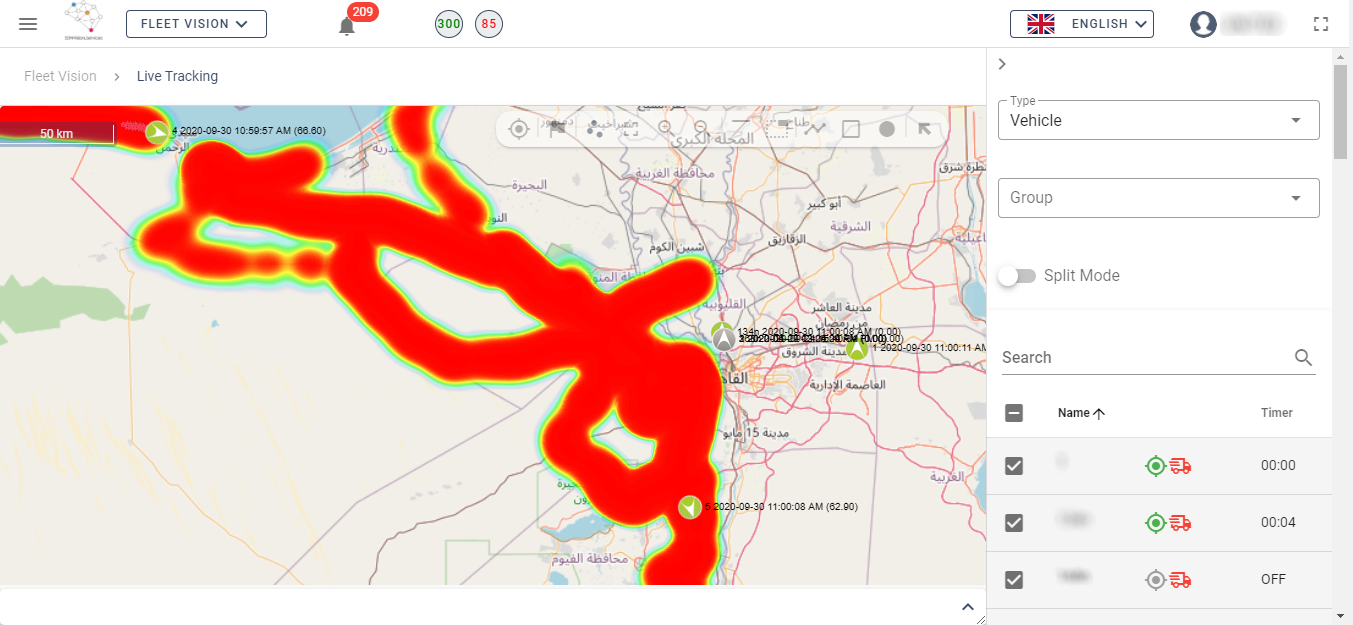 FLEET VISION
209
300
85
ENGLISH
Fleet Vision
Live Tracking
50 km
4 2020-09-30 10:59:57 AM (66.60)
المحلة الكبرى
محافظة الغربية
البحيرة
أبو كبير
الشرقية
الزقازيق
شبين الكوم
القليوبية
مدينة العاشر
من رمضان
134n 2020-09-30 11:00:08 AM (0.00)
1 2020-09-30 11:00:11 AM
مدينة الشروق
العاصمة الإدارية
مدينة 15 مايو
القربية
5 2020-09-30 11:00:08 AM (62.90)
محافظة الفيوم
Type
Vehicle
Group
Split Mode
Search
Name
Timer
00:00
00:04
OFF